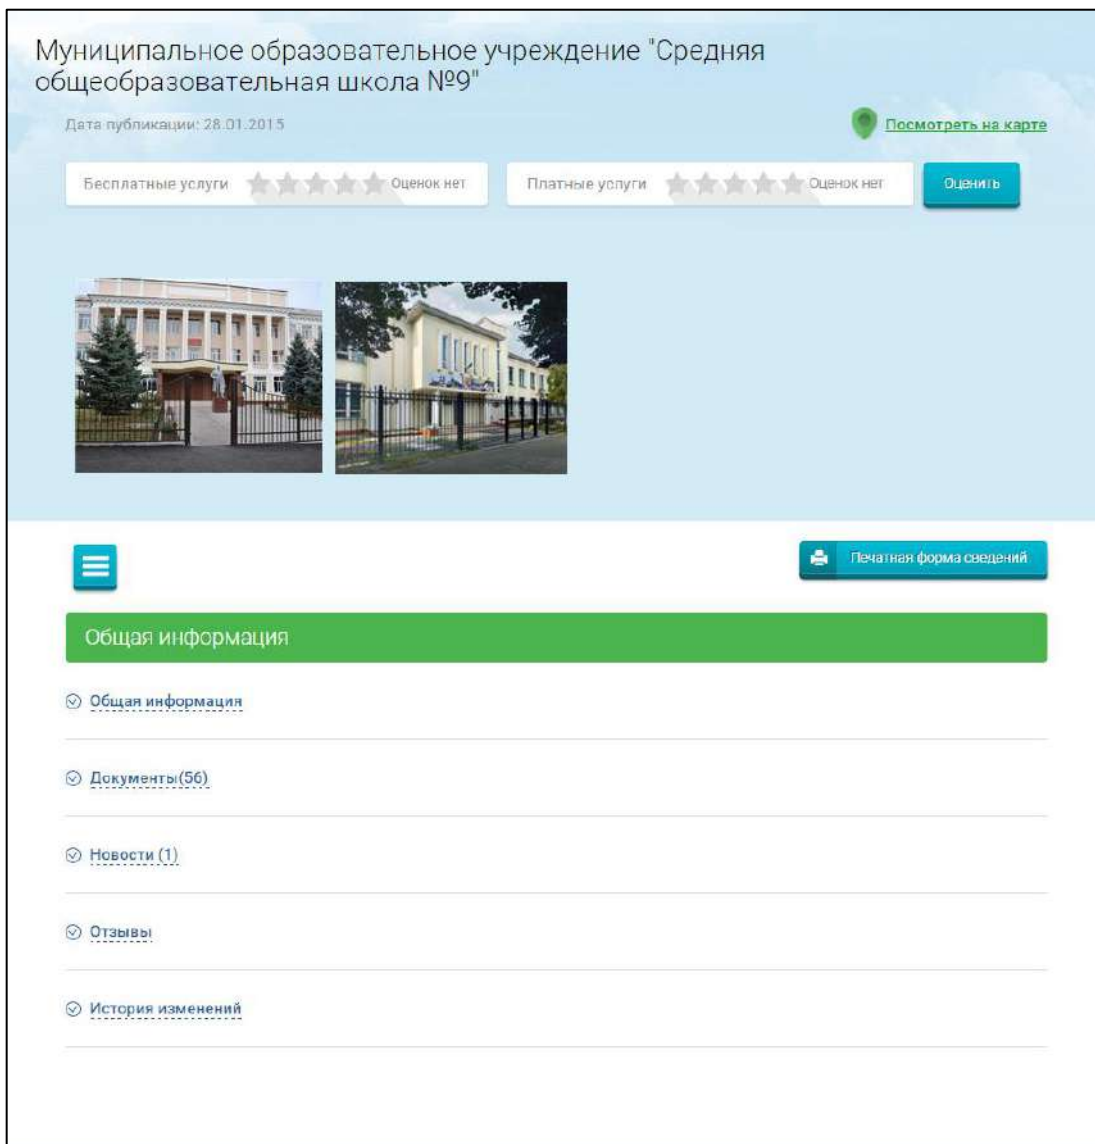 Муниципальное образовательное учреждение "Средняя
общеобразовательная школа №9"
Дата публикации: 28.01.2015
Посмотреть на карте
Бесплатные услуги Оценок нет
Платные услуги Оценок нет
Оценить
Печатная форма сведений
Общая информация
Общая информация
Документы(56)
Новости (1)
Отзывы
История изменений